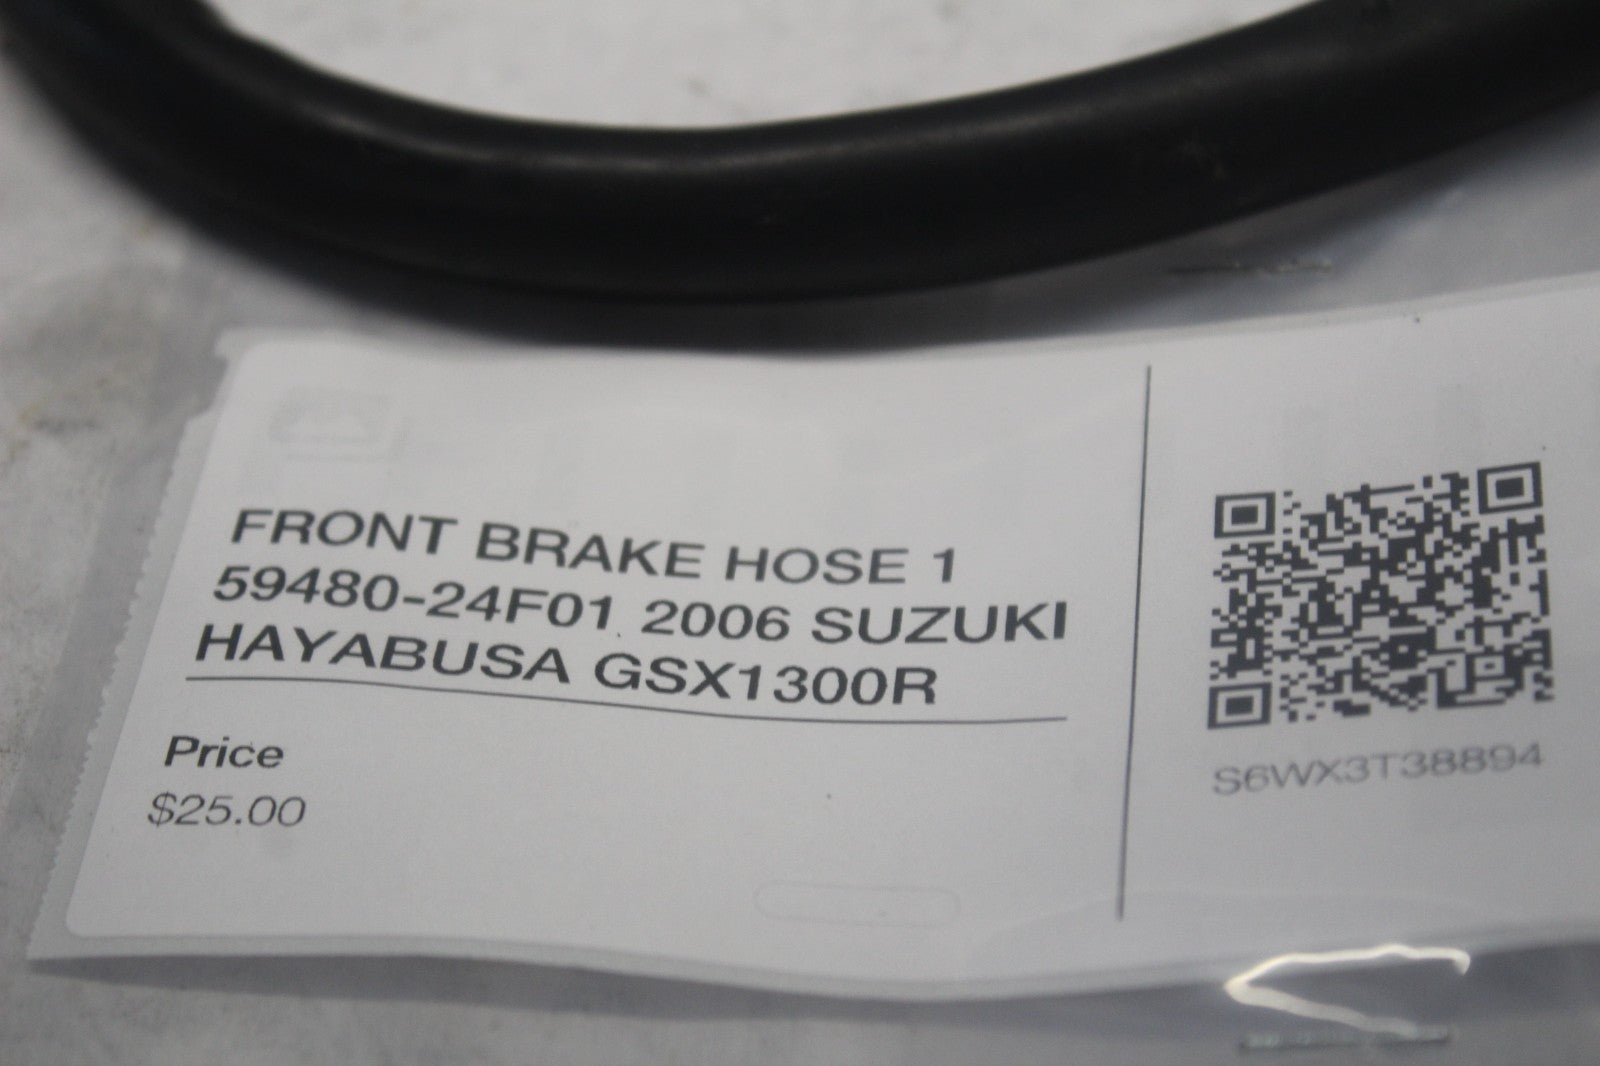 FRONT BRAKE HOSE 1
59480-24F01 2006 SUZUKI
HAYABUSA GSX1300R
Price
$25.00
S6WX3T38894